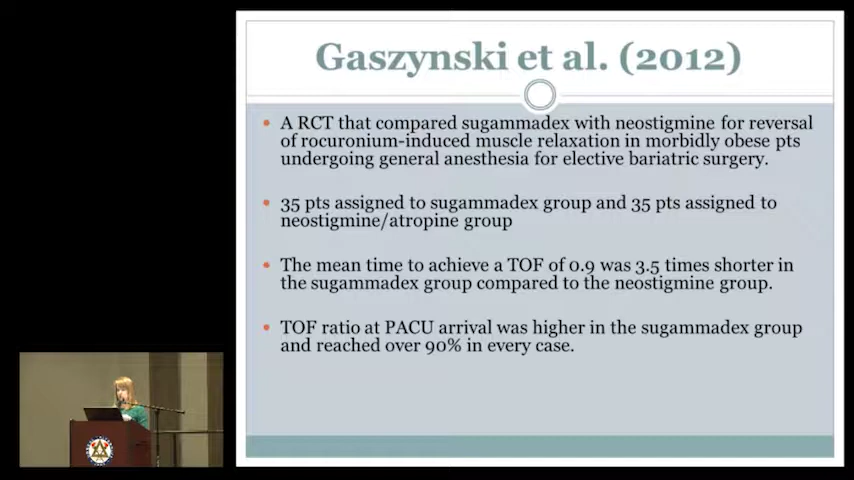 Gaszynski et al. (2012)
A RCT that compared sugammadex with neostigmine for reversal
of rocuronium-induced muscle relaxation in morbidly obese pts
undergoing general anesthesia for elective bariatric surgery.
35 pts assigned to sugammadex group and 35 pts assigned to
neostigmine/atropine group
The mean time to achieve a TOF of 0.9 was 3.5 times shorter in
the sugammadex group compared to the neostigmine group.
TOF ratio at PACU arrival was higher in the sugammadex group
and reached over 90% in every case.